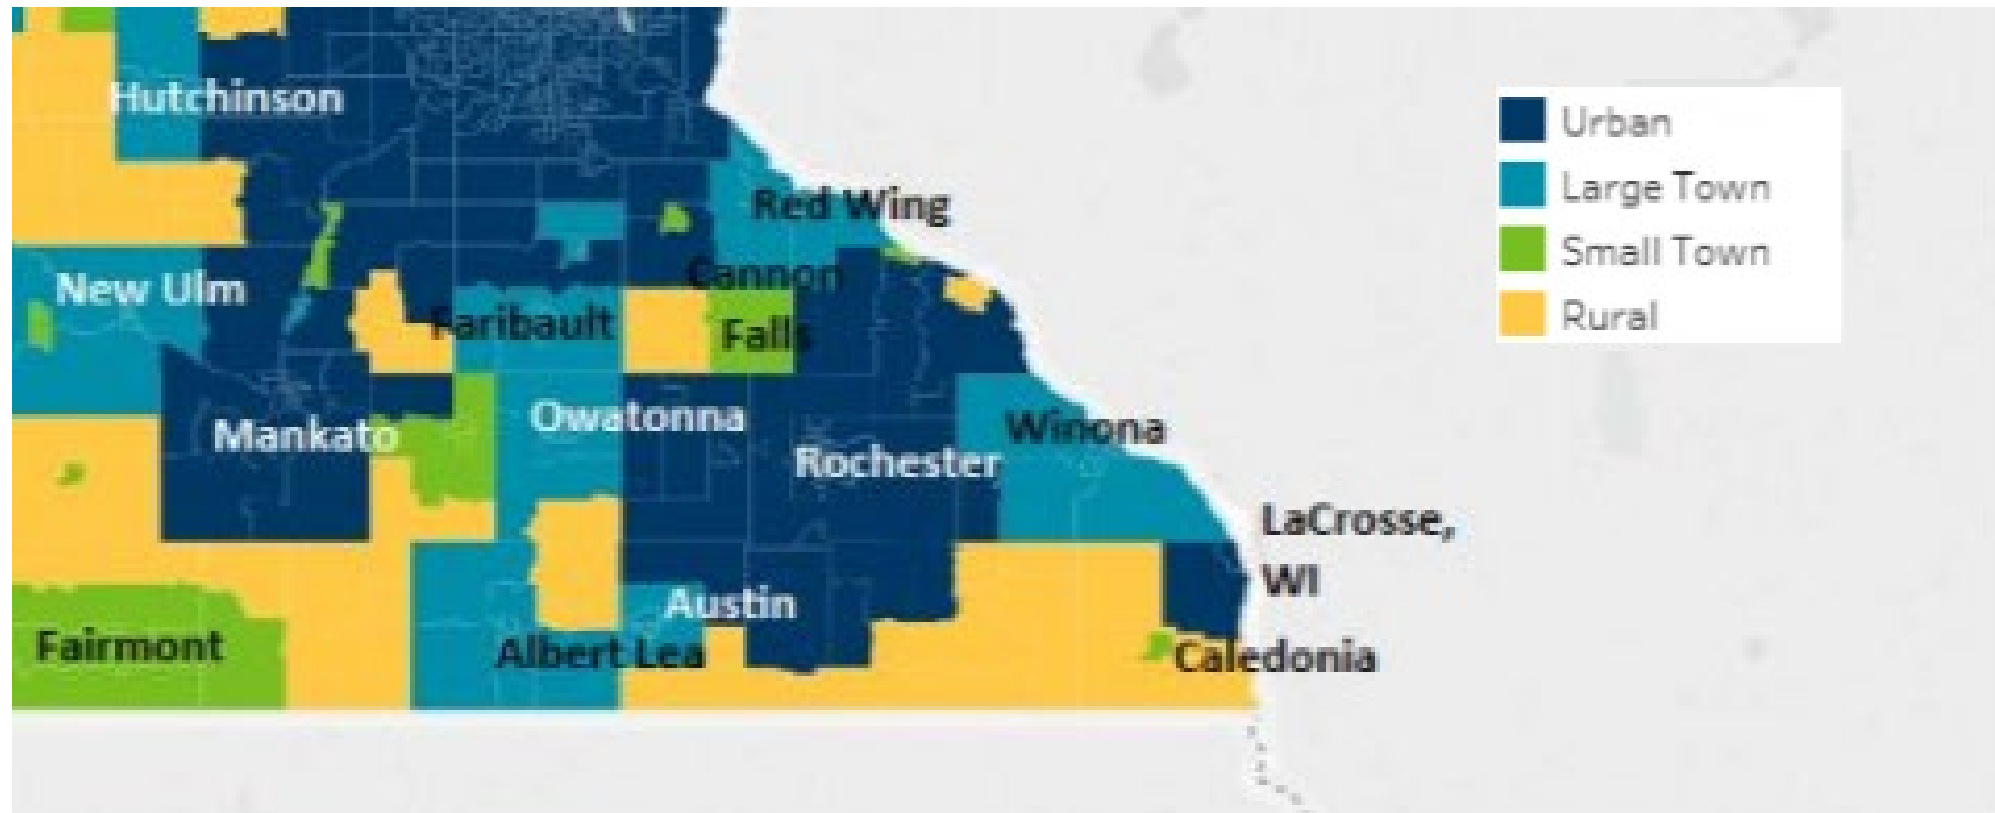 Hutchinson
Urban
Large Town
Small Town
Rural
Red Wing
New Ulm
Cannon
Falls
Faribault
Mankato
Owatonna
Winona
Rochester
LaCrosse,
WI
Austin
Fairmont
Albert Lea
Caledonia